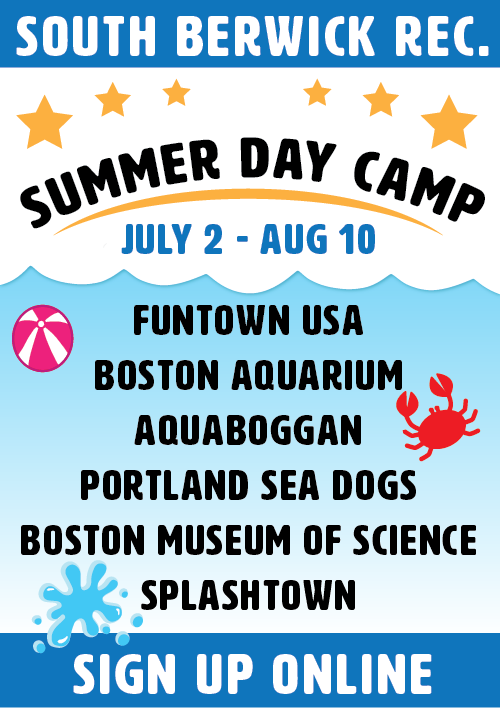 SOUTH BERWICK REC.
SUMMER DAY CAMP
JULY 2 - AUG 10
FUNTOWN USA
BOSTON AQUARIUM
AQUABOGGAN
PORTLAND SEA DOGS
BOSTON MUSEUM OF SCIENCE
SPLASHTOWN
SIGN UP ONLINE